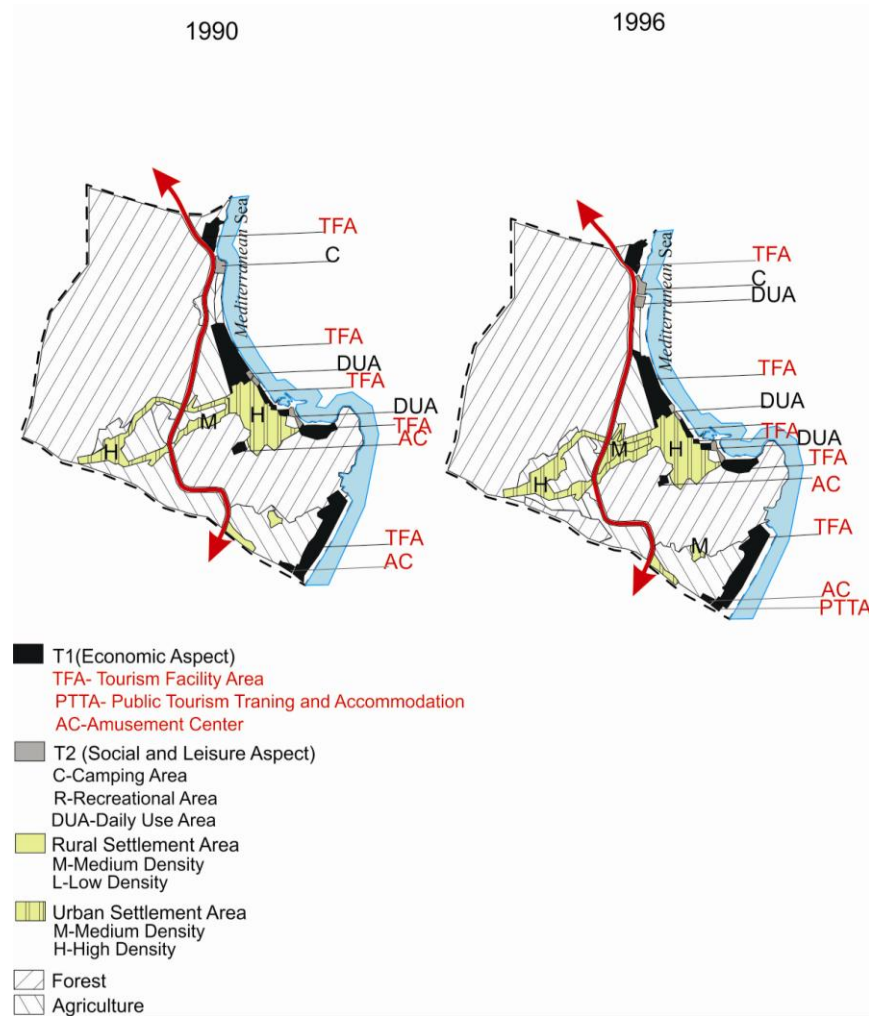 1990
1996
Mediterranean Sea
TFA
C
TFA
DUA
TFA
DUA
TFA
AC
H
M
H
TFA
AC
Mediterranean Sea
TFA
C
DUA
TFA
DUA
TFA
DUA
TFA
AC
M
H
H
TFA
M
AC
PTTA
T1(Economic Aspect)
TFA- Tourism Facility Area
PTTA- Public Tourism Traning and Accommodation
AC-Amusement Center
T2 (Social and Leisure Aspect)
C-Camping Area
R-Recreational Area
DUA-Daily Use Area
Rural Settlement Area
M-Medium Density
L-Low Density
Urban Settlement Area
M-Medium Density
H-High Density
Forest
Agriculture